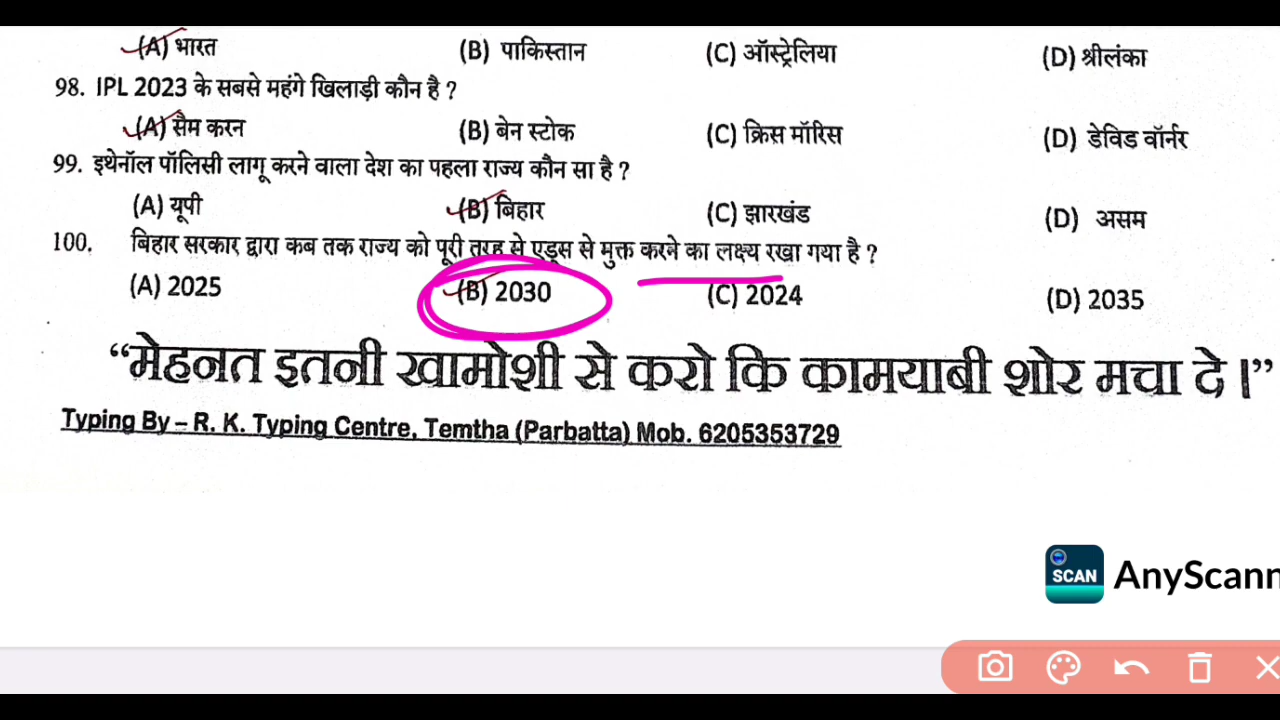 (A) भारत (B) पाकिस्तान (C) ऑस्ट्रेलिया (D) श्रीलंका
98. IPL 2023 के सबसे महंगे खिलाड़ी कौन है ?
(A) सैम करन (B) बेन स्टोक (C) क्रिस मॉरिस (D) डेविड वॉर्नर
99. इथेनॉल पॉलिसी लागू करने वाला देश का पहला राज्य कौन सा है ?
(A) यूपी (B) बिहार (C) झारखंड (D) असम
100. बिहार सरकार द्वारा कब तक राज्य को पूरी तरह से एड्स से मुक्त करने का लक्ष्य रखा गया है ?
(A) 2025 (B) 2030 (C) 2024 (D) 2035
“मेहनत इतनी खामोशी से करो कि कामयाबी शोर मचा दे।”
Typing By – R. K. Typing Centre, Temtha (Parbatta) Mob. 6205353729
SCAN AnyScann